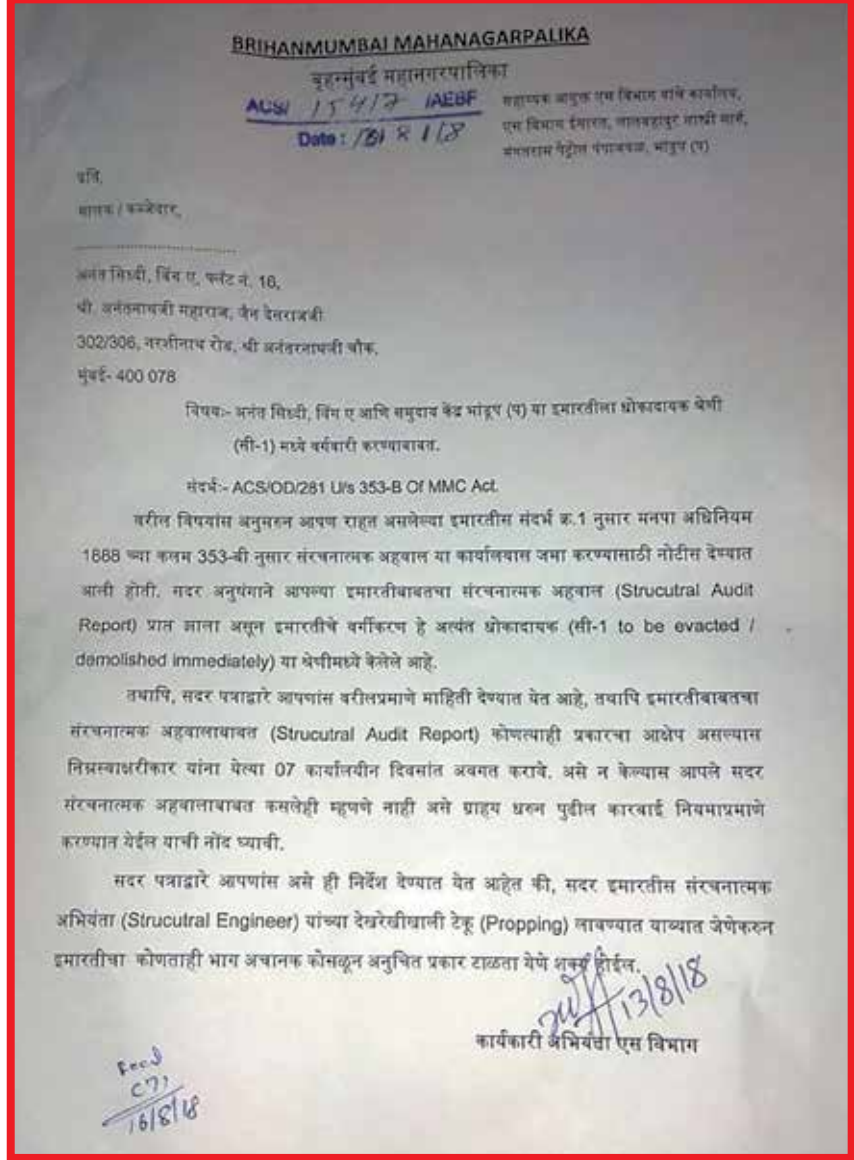 BRIHANMUMBAI MAHANAGARPALIKA
बृहन्मुंबई महानगरपालिका
ACS/ 15417 /AEBF
सहाय्यक आयुक्त एस विभाग यांचे कार्यालय,
Date :
एस विभाग ईमारत, लालबहादुर शास्त्री मार्ग,
मंगतराम पेट्रोल पंपाजवळ, भांडुप (प)
प्रति,
मालक / कब्जेदार,
अनंत सिध्दी, विंग ए, फ्लॅट नं. 16,
श्री. अनंतनाथजी महाराज, जैन देसराजजी
302/306, नरशीनाथ रोड, श्री अनंतरनाथजी चौक,
मुंबई- 400 078
विषयः- अनंत सिध्दी, विंग ए आणि समुदाय केंद्र भांडूप (प) या इमारतीला धोकादायक श्रेणी
(सी-1) मध्ये वर्गवारी करण्याबाबत.
संदर्भः- ACS/OD/281 U/s 353-B Of MMC Act.
वरील विषयांस अनुसरुन आपण राहत असलेल्या इमारतीस संदर्भ क्र.1 नुसार मनपा अधिनियम
1888 च्या कलम 353-बी नुसार संरचनात्मक अहवाल या कार्यालयास जमा करण्यासाठी नोटीस देण्यात
आली होती. सदर अनुषंगाने आपल्या इमारतीबाबतचा संरचनात्मक अहवाल (Strucutral Audit
Report) प्रात झाला असून इमारतीचे वर्गीकरण हे अत्यंत धोकादायक (सी-1 to be evacted /
demolished immediately) या श्रेणीमध्ये केलेले आहे.
तथापि, सदर पत्राद्वारे आपणांस वरीलप्रमाणे माहिती देण्यात येत आहे, तथापि इमारतीबाबतचा
संरचनात्मक अहवालाबाबत (Strucutral Audit Report) कोणत्याही प्रकारचा आक्षेप असल्यास
निम्नस्वाक्षरीकार यांना येत्या 07 कार्यालयीन दिवसांत अवगत करावे. असे न केल्यास आपले सदर
संरचनात्मक अहवालाबाबत कसलेही म्हणणे नाही असे ग्राहय धरुन पुढील कारवाई नियमाप्रमाणे
करण्यात येईल याची नोंद घ्यावी.
सदर पत्राद्वारे आपणांस असे ही निर्देश देण्यात येत आहेत की, सदर इमारतीस संरचनात्मक
अभियंता (Strucutral Engineer) यांच्या देखरेखीखाली टेकू (Propping) लावण्यात याव्यात जेणेकरुन
इमारतीचा कोणताही भाग अचानक कोसळून अनुचित प्रकार टाळता येणे शक्य होईल.
13/8/18
कार्यकारी अभियंता एस विभाग
16/8/18